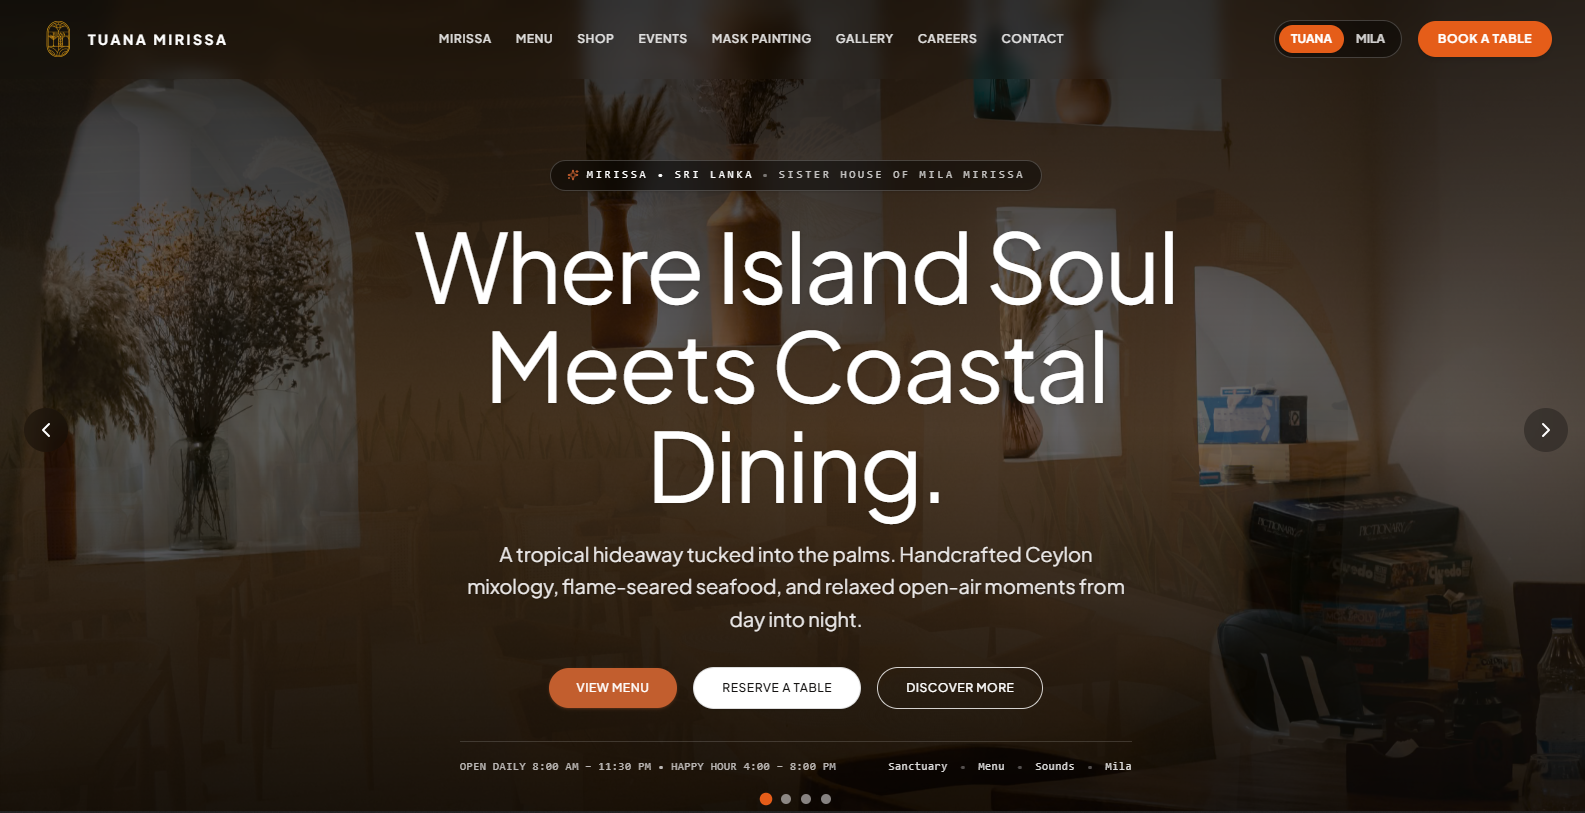 TUANA MIRISSA
MIRISSA MENU SHOP EVENTS MASK PAINTING GALLERY CAREERS CONTACT
TUANA MILA
BOOK A TABLE
MIRISSA • SRI LANKA • SISTER HOUSE OF MILA MIRISSA
Where Island Soul
Meets Coastal
Dining.
A tropical hideaway tucked into the palms. Handcrafted Ceylon
mixology, flame-seared seafood, and relaxed open-air moments from
day into night.
VIEW MENU
RESERVE A TABLE
DISCOVER MORE
OPEN DAILY 8:00 AM – 11:30 PM • HAPPY HOUR 4:00 – 8:00 PM
Sanctuary • Menu • Sounds • Mila
PICTIONARY
PICTIONARY